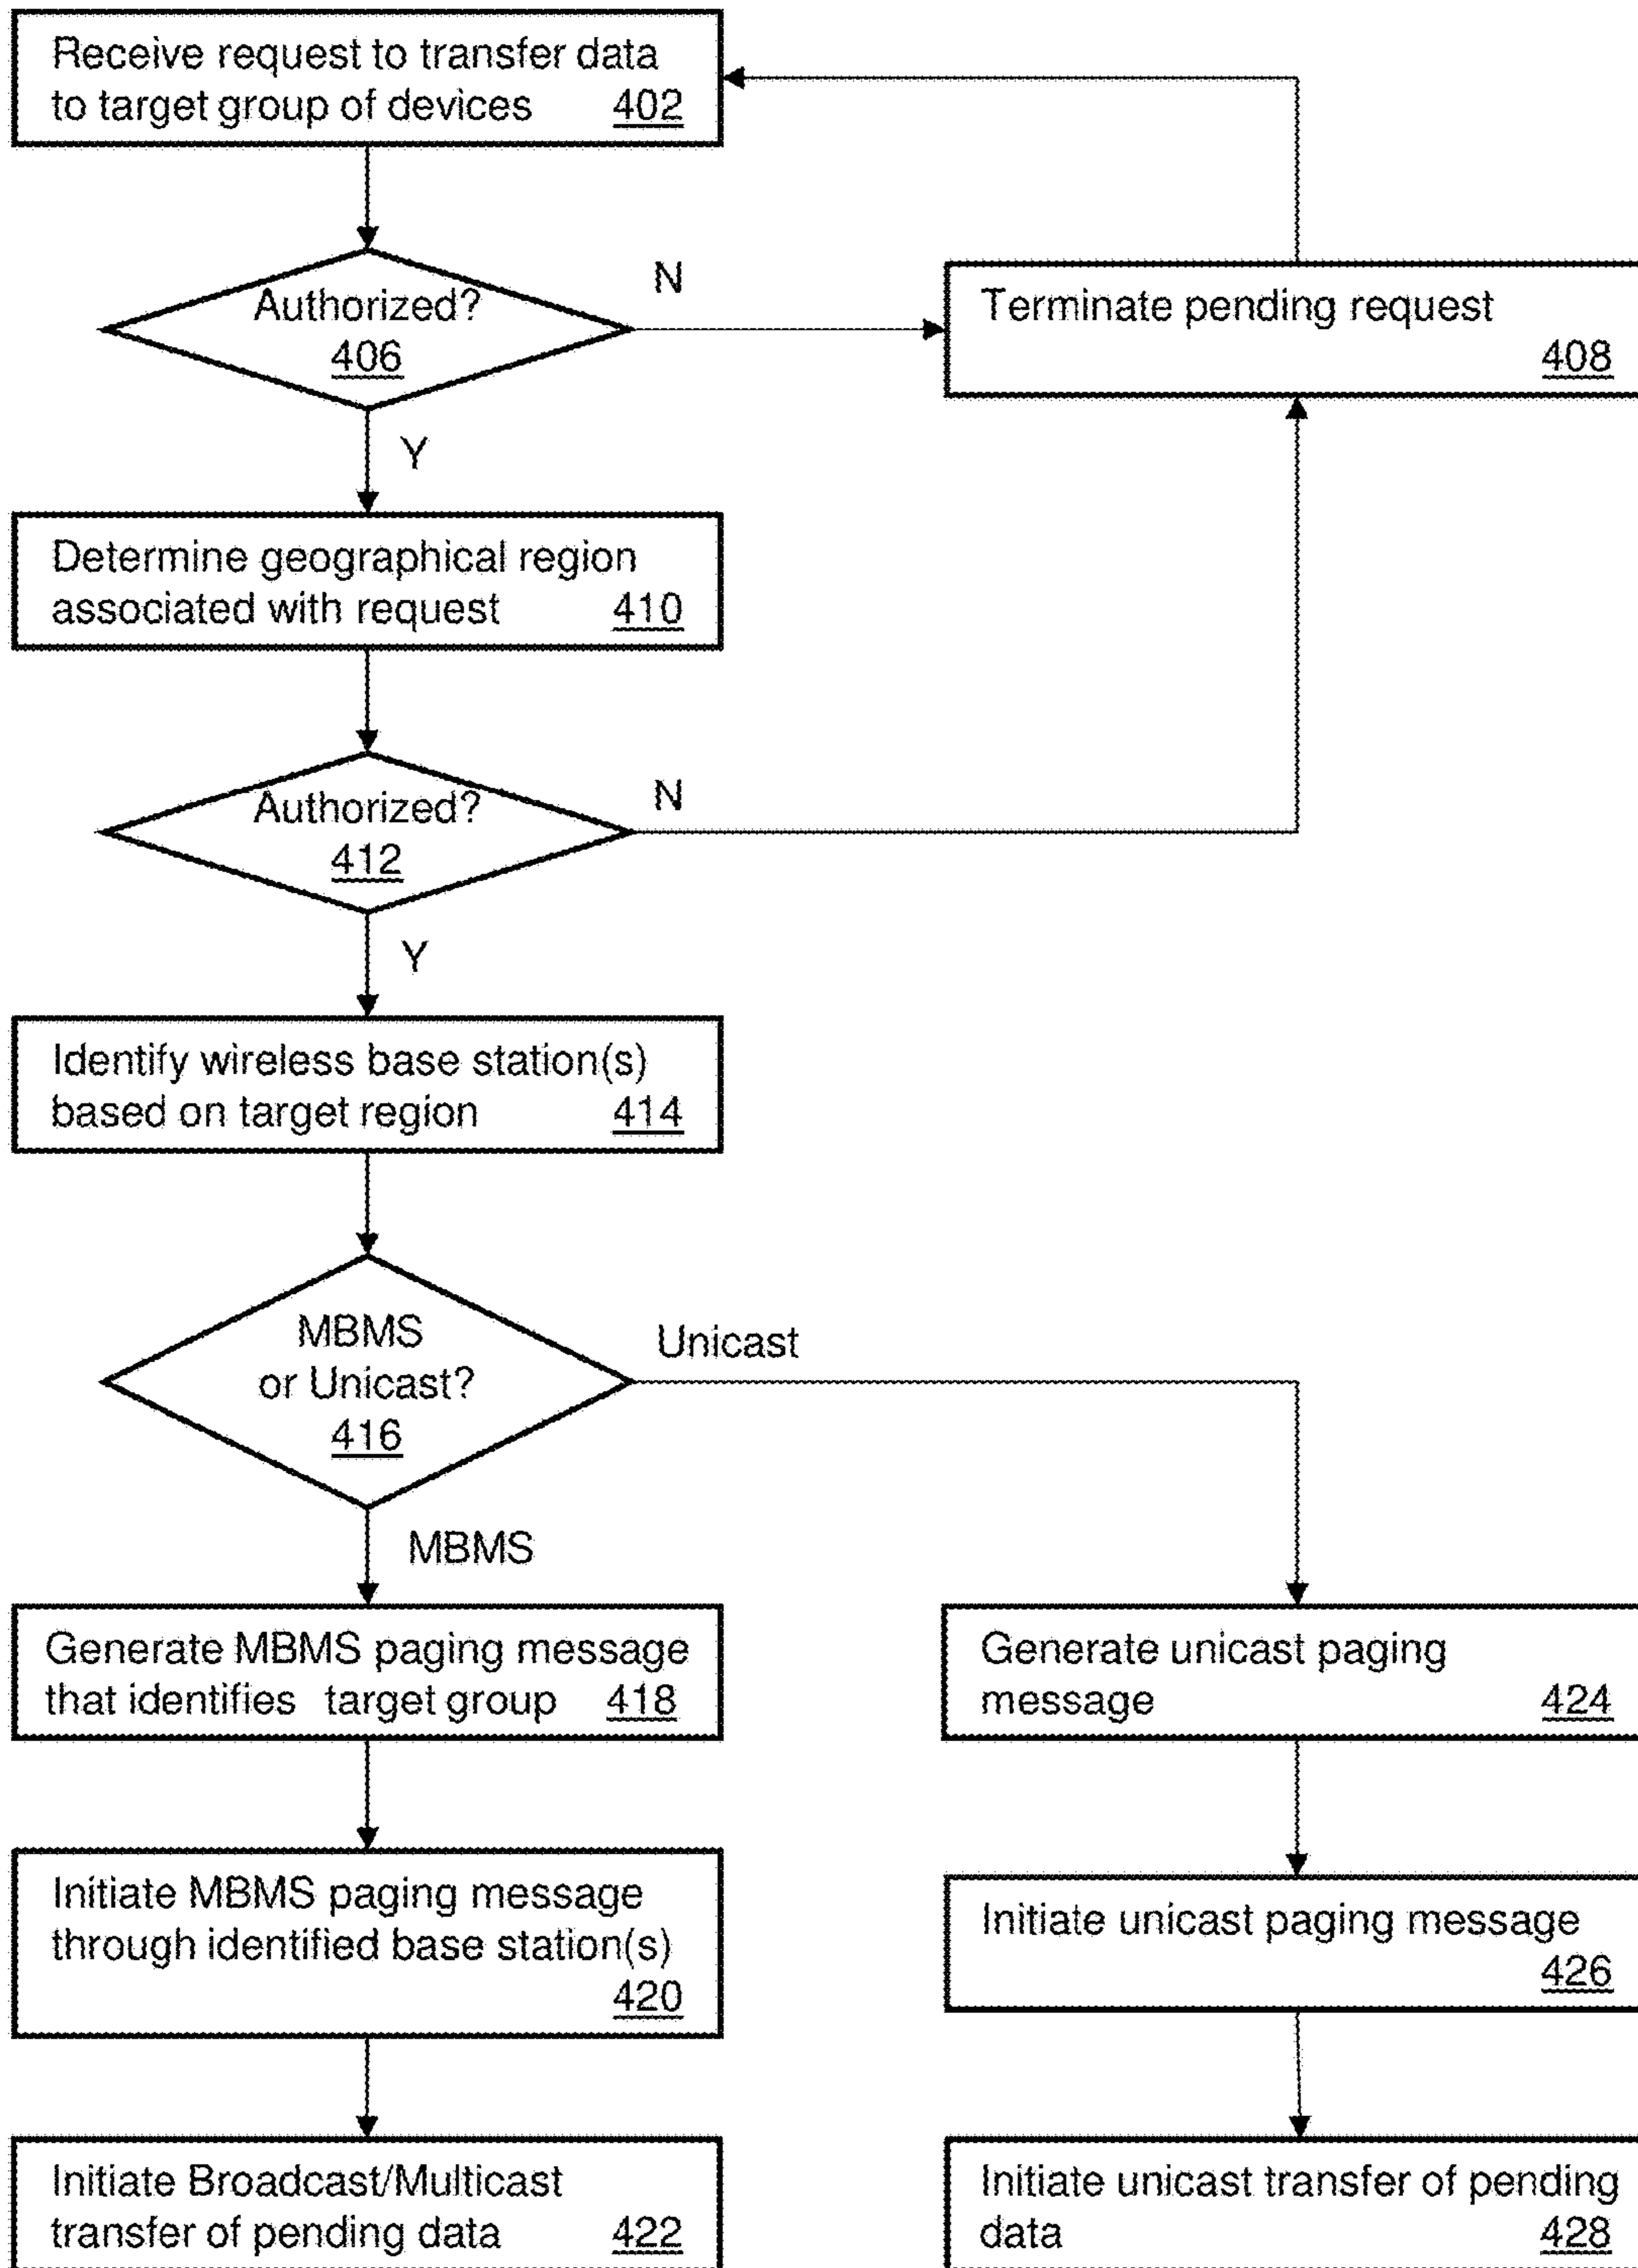 Receive request to transfer data
to target group of devices 402
Authorized?
406
N
Terminate pending request
408
Y
Determine geographical region
associated with request 410
Authorized?
412
N
Y
Identify wireless base station(s)
based on target region 414
MBMS
or Unicast?
416
Unicast
MBMS
Generate MBMS paging message
that identifies target group 418
Generate unicast paging
message 424
Initiate MBMS paging message
through identified base station(s)
420
Initiate unicast paging message
426
Initiate Broadcast/Multicast
transfer of pending data 422
Initiate unicast transfer of pending
data 428